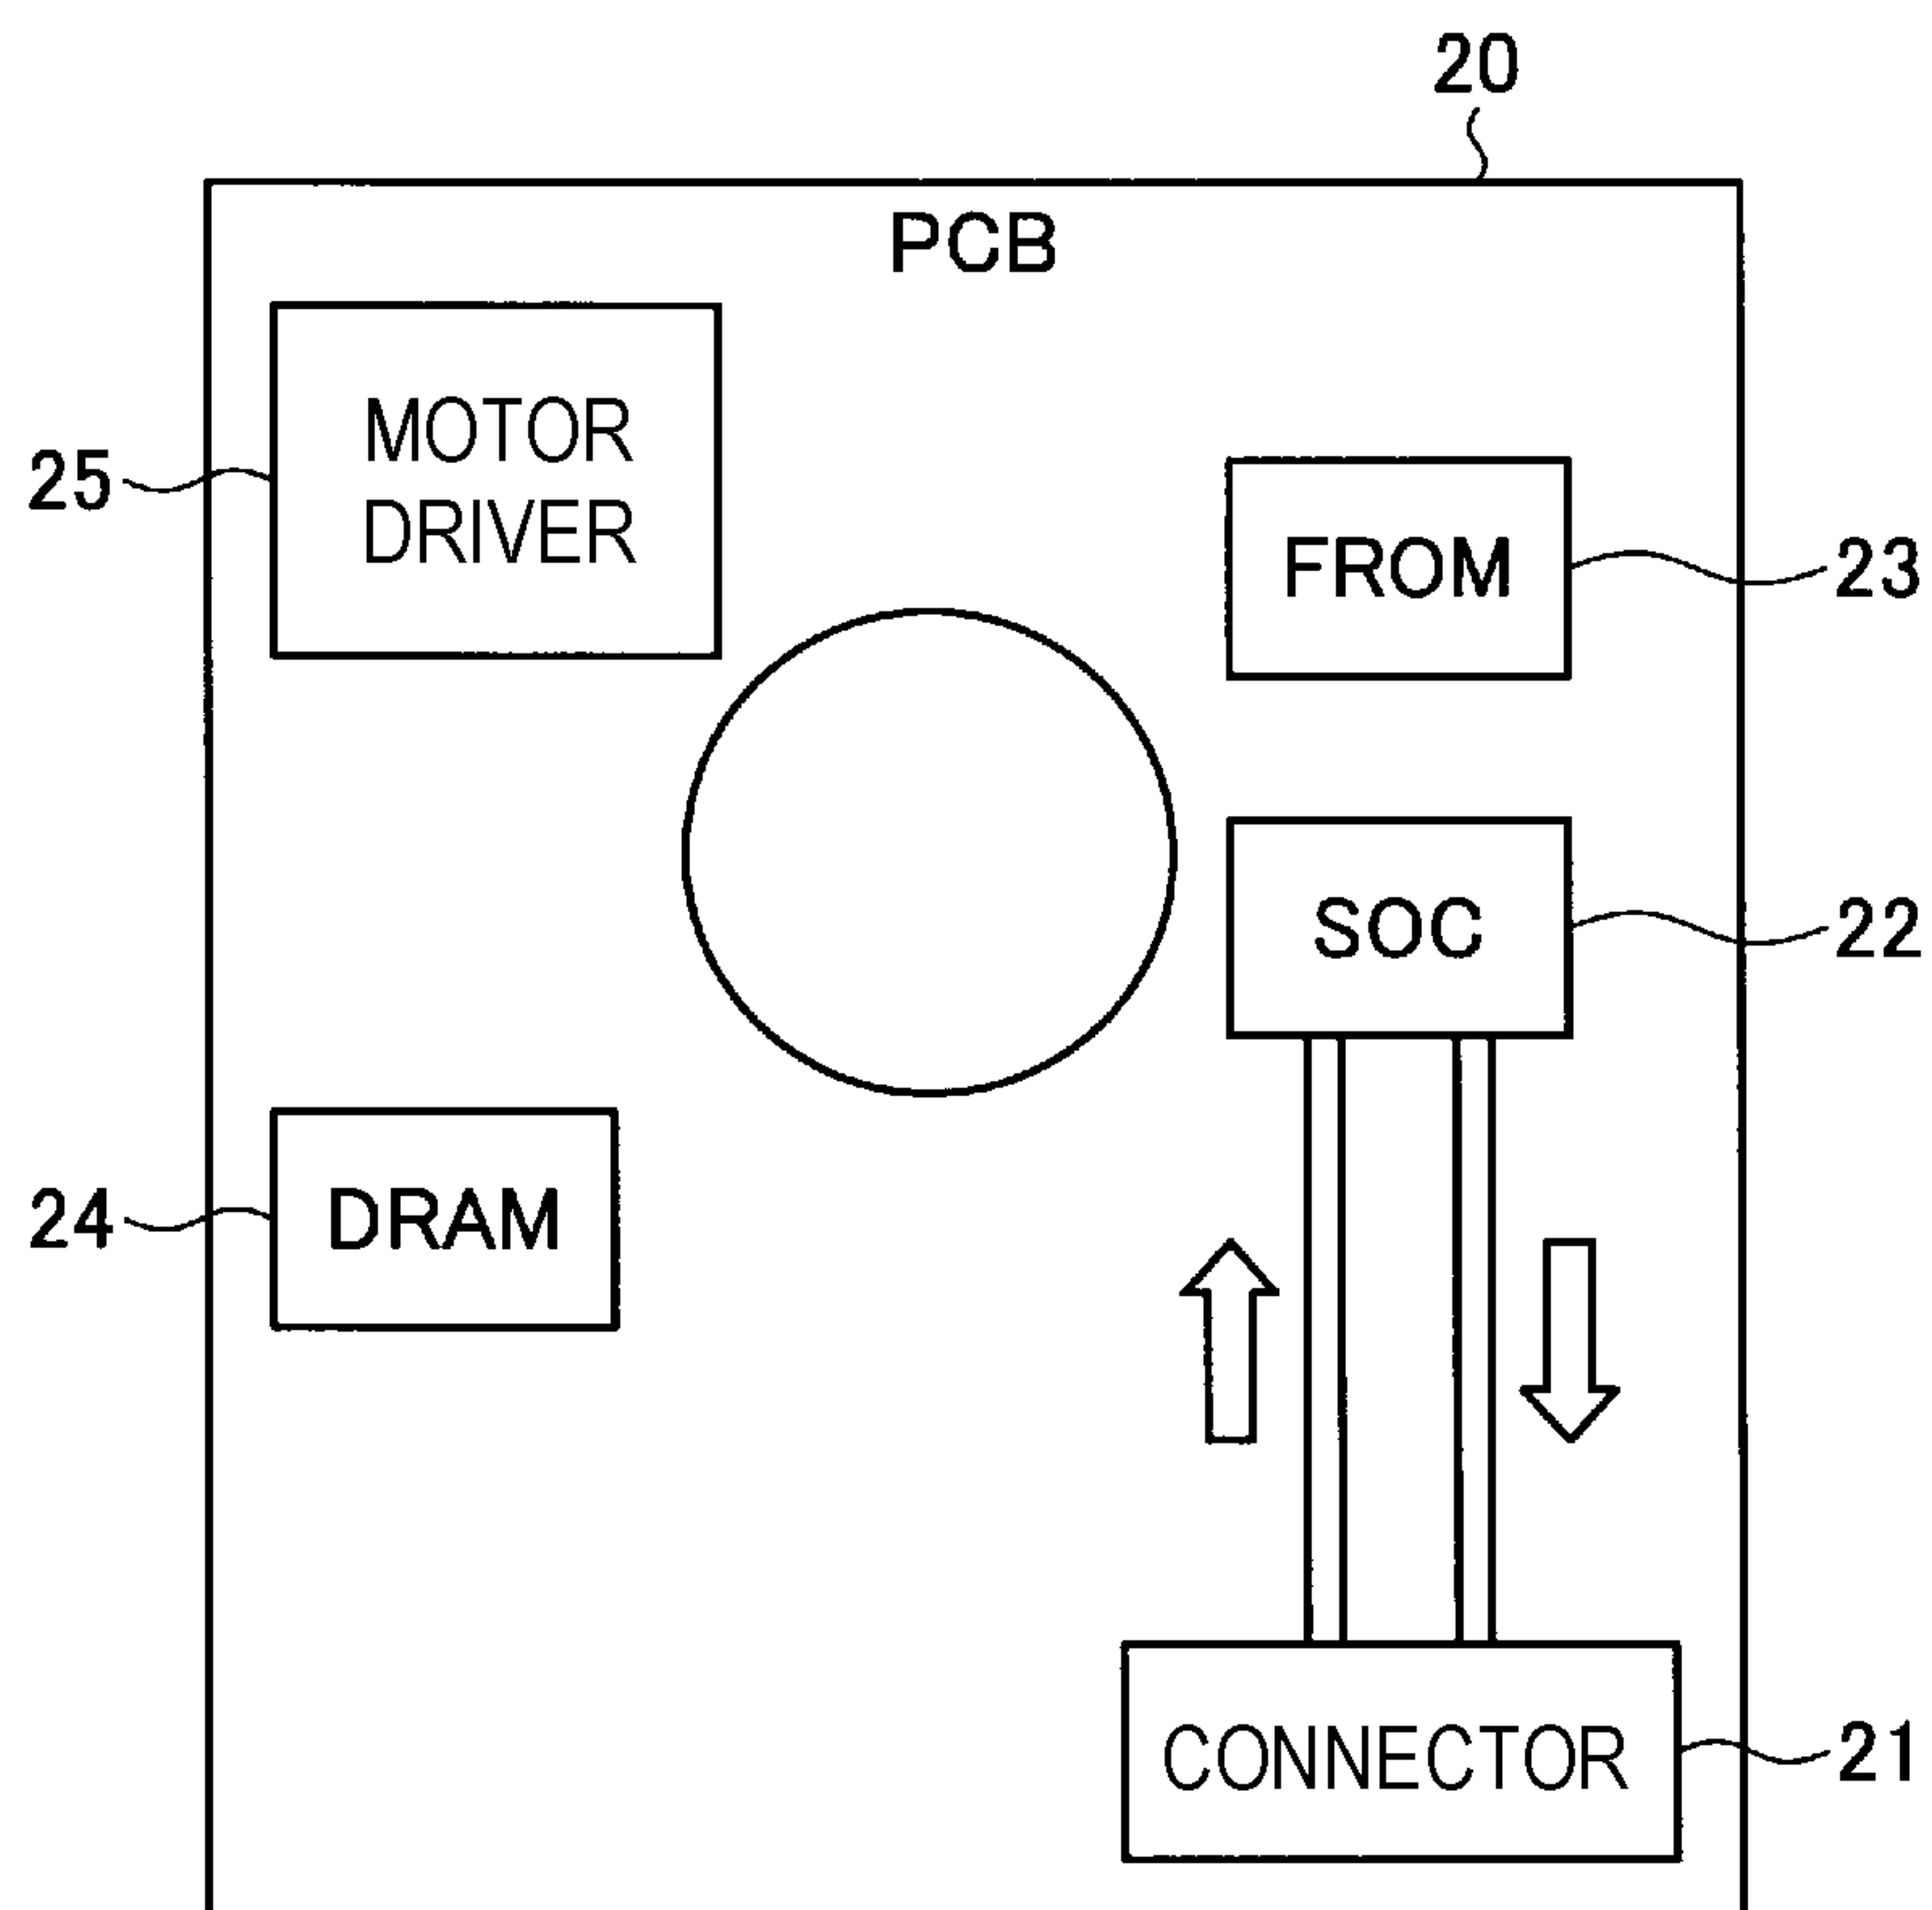 20
PCB
MOTOR
DRIVER
25
FROM
23
SOC
22
DRAM
24
CONNECTOR
21